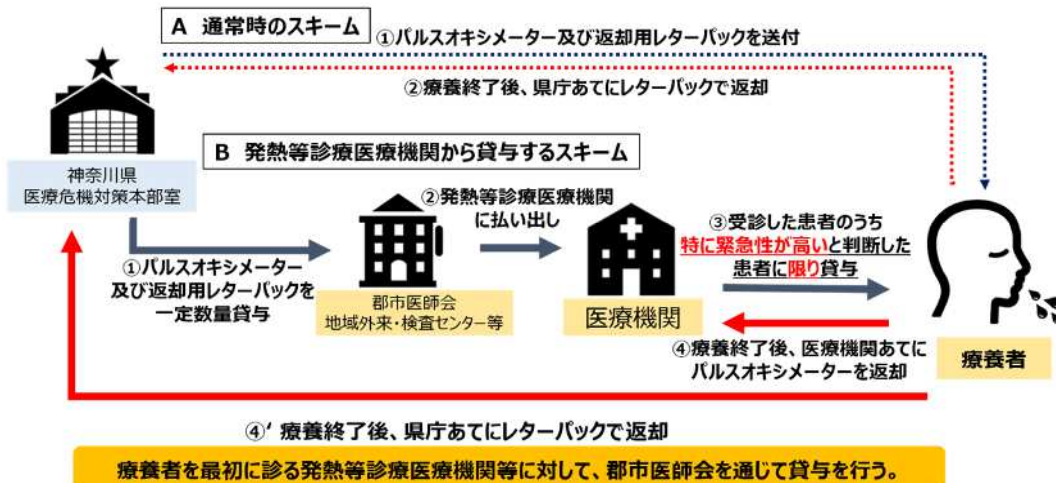 A 通常時のスキーム
①パルスオキシメーター及び返却用レターパックを送付
②療養終了後、県庁あてにレターパックで返却
B 発熱等診療医療機関から貸与するスキーム
神奈川県
医療危機対策本部室
①パルスオキシメーター
及び返却用レターパックを
一定数量貸与
郡市医師会
地域外来・検査センター等
②発熱等診療医療機関
に払い出し
医療機関
③受診した患者のうち
特に緊急性が高いと判断した
患者に限り貸与
④療養終了後、医療機関あてに
パルスオキシメーターを返却
療養者
④' 療養終了後、県庁あてにレターパックで返却
療養者を最初に診る発熱等診療医療機関等に対して、郡市医師会を通じて貸与を行う。